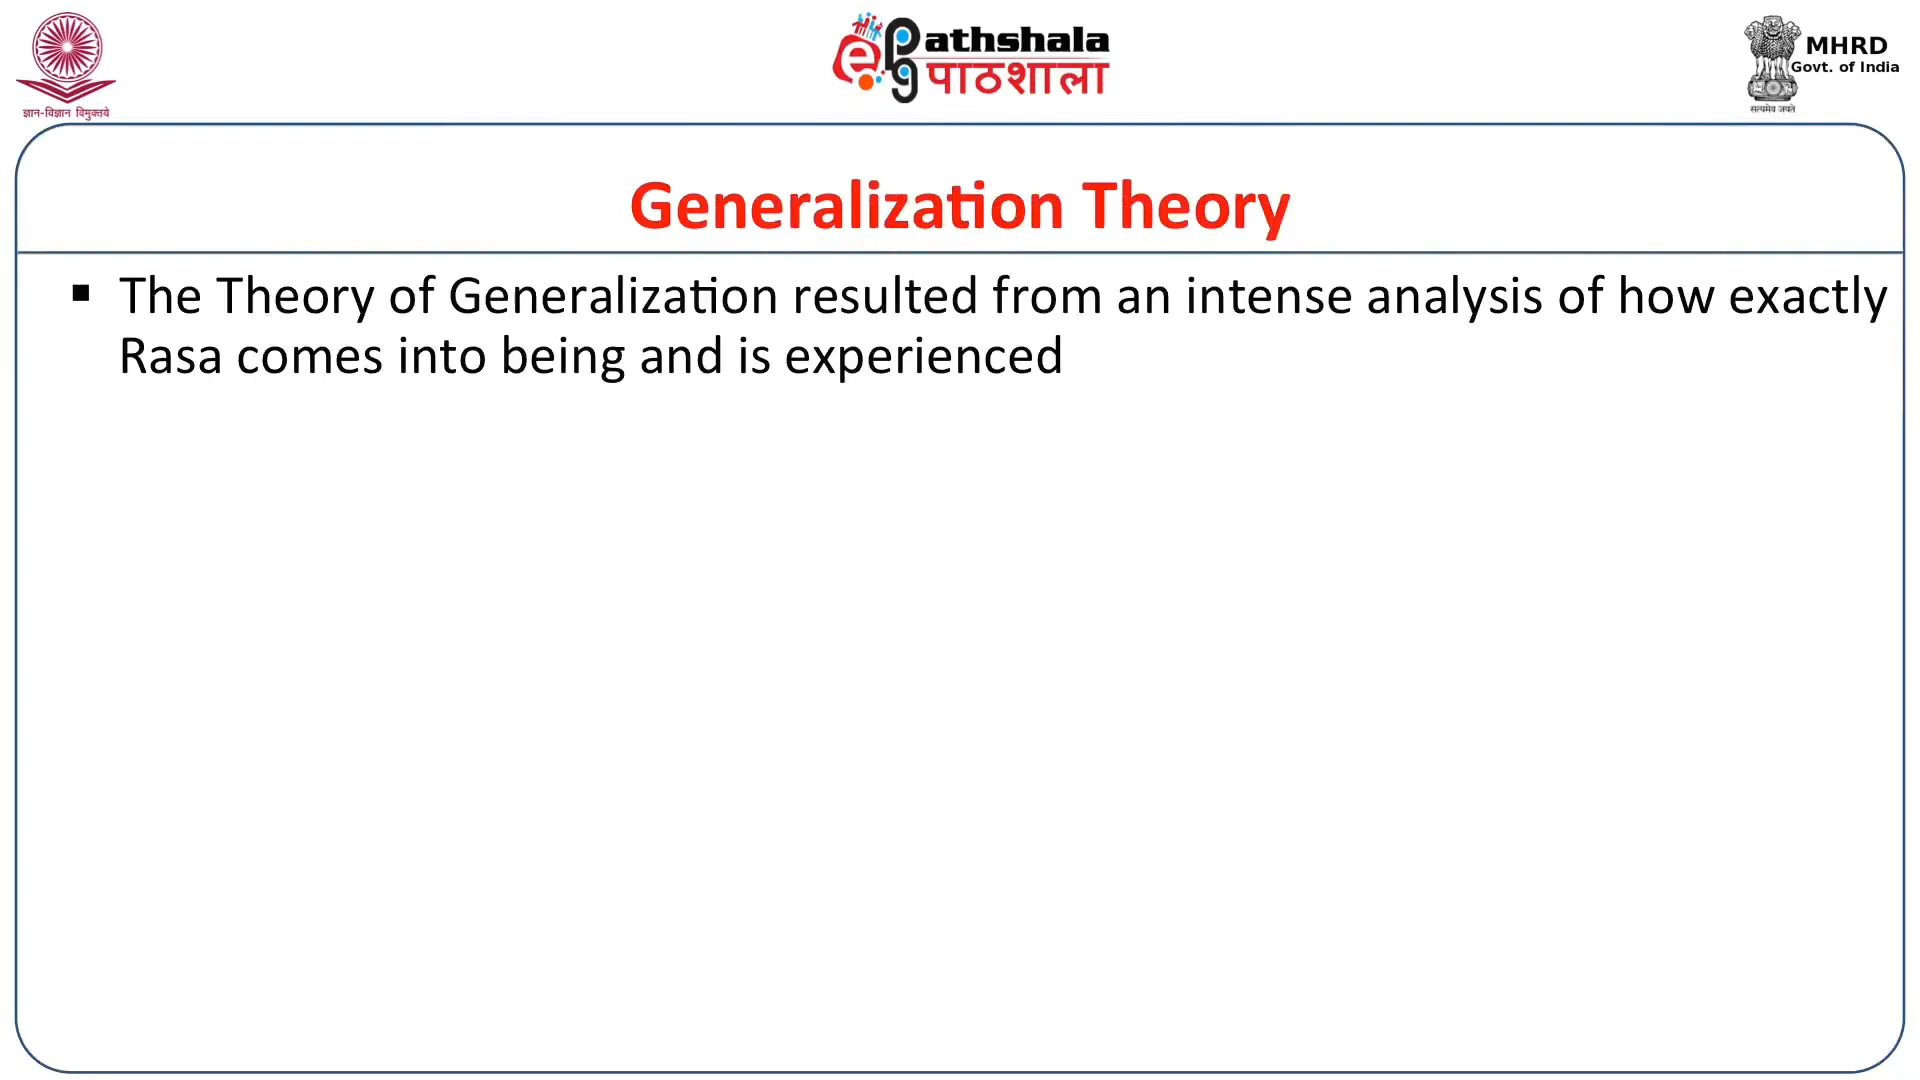 ज्ञान-विज्ञान विमुक्तये
e Pg athshala
पाठशाला
MHRD
Govt. of India
सत्यमेव जयते
Generalization Theory
▪ The Theory of Generalization resulted from an intense analysis of how exactly
Rasa comes into being and is experienced